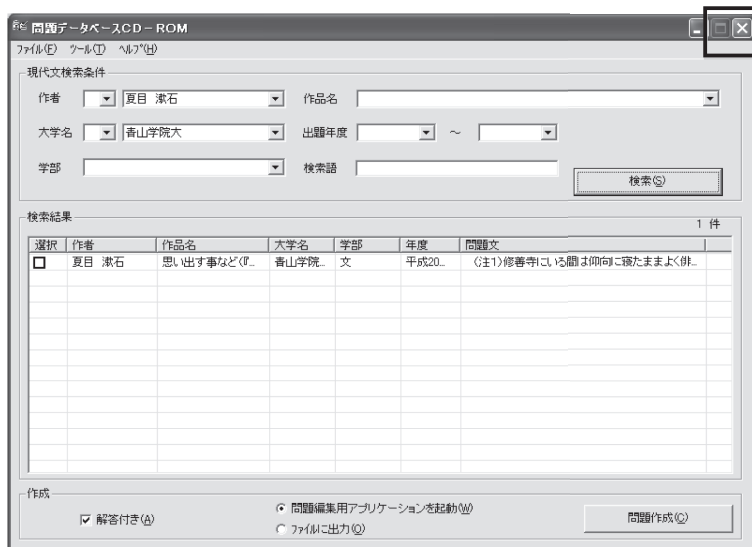 問題データベースCD－ROM
ファイル(F) ツール(T) ヘルプ(H)
現代文検索条件
作者 夏目 漱石 作品名
大学名 青山学院大 出題年度 ～
学部 検索語
検索(S)
検索結果
1 件
選択 作者 作品名 大学名 学部 年度 問題文
夏目 漱石 思い出す事など(『... 青山学院... 文 平成20... (注1)修善寺にいる間は仰向に寝たままよく俳...
作成
解答付き(A) 問題編集用アプリケーションを起動(W)
ファイルに出力(O)
問題作成(C)